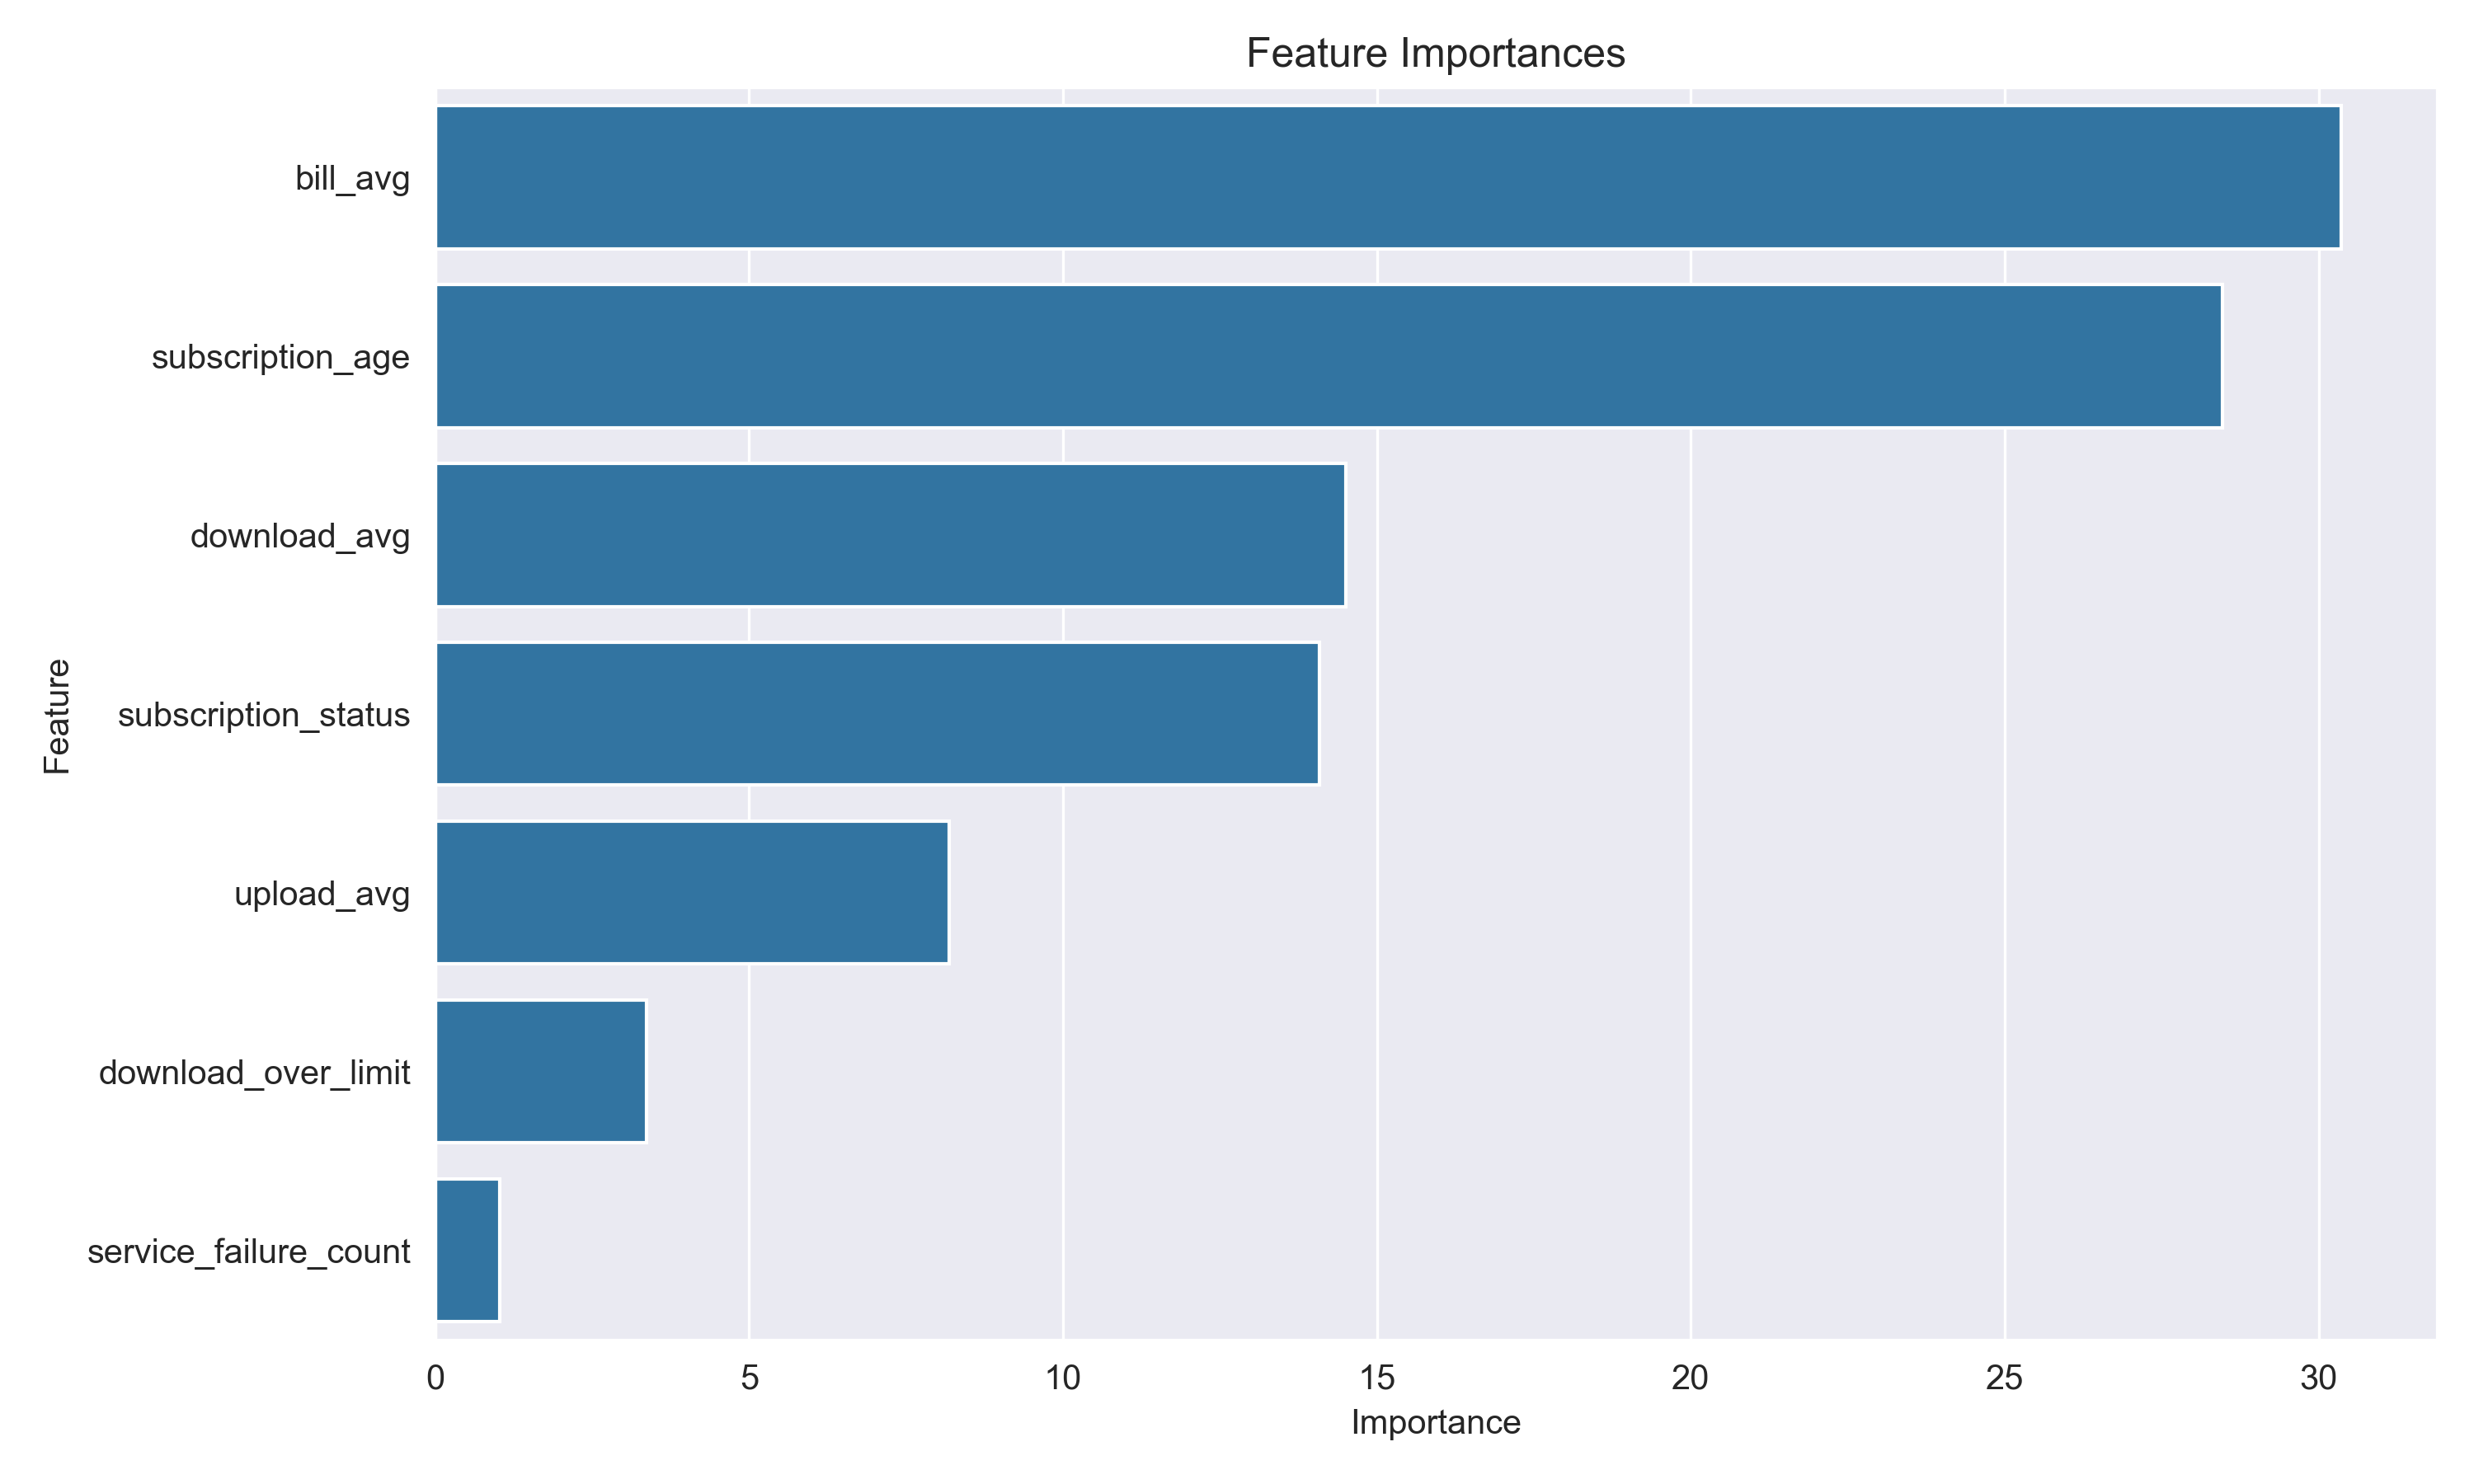 Feature Importances
bill_avg
subscription_age
download_avg
subscription_status
upload_avg
download_over_limit
service_failure_count
Feature
0 5 10 15 20 25 30
Importance